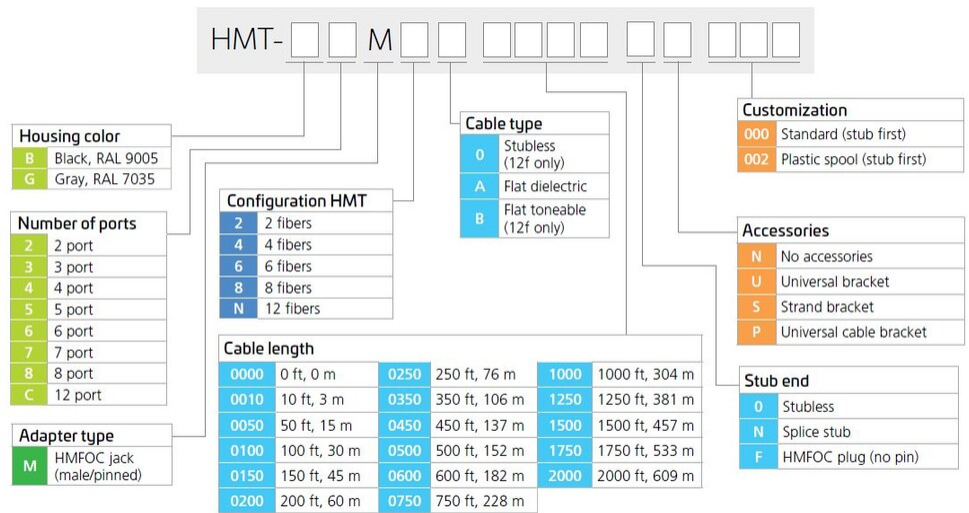 HMT- M
Housing color
B Black, RAL 9005
G Gray, RAL 7035
Number of ports
2 2 port
3 3 port
4 4 port
5 5 port
6 6 port
7 7 port
8 8 port
C 12 port
Adapter type
M HMFOC jack
(male/pinned)
Configuration HMT
2 2 fibers
4 4 fibers
6 6 fibers
8 8 fibers
N 12 fibers
Cable type
0 Stubless
(12f only)
A Flat dielectric
B Flat toneable
(12f only)
Cable length
0000 0 ft, 0 m 0250 250 ft, 76 m 1000 1000 ft, 304 m
0010 10 ft, 3 m 0350 350 ft, 106 m 1250 1250 ft, 381 m
0050 50 ft, 15 m 0450 450 ft, 137 m 1500 1500 ft, 457 m
0100 100 ft, 30 m 0500 500 ft, 152 m 1750 1750 ft, 533 m
0150 150 ft, 45 m 0600 600 ft, 182 m 2000 2000 ft, 609 m
0200 200 ft, 60 m 0750 750 ft, 228 m
Customization
000 Standard (stub first)
002 Plastic spool (stub first)
Accessories
N No accessories
U Universal bracket
S Strand bracket
P Universal cable bracket
Stub end
0 Stubless
N Splice stub
F HMFOC plug (no pin)